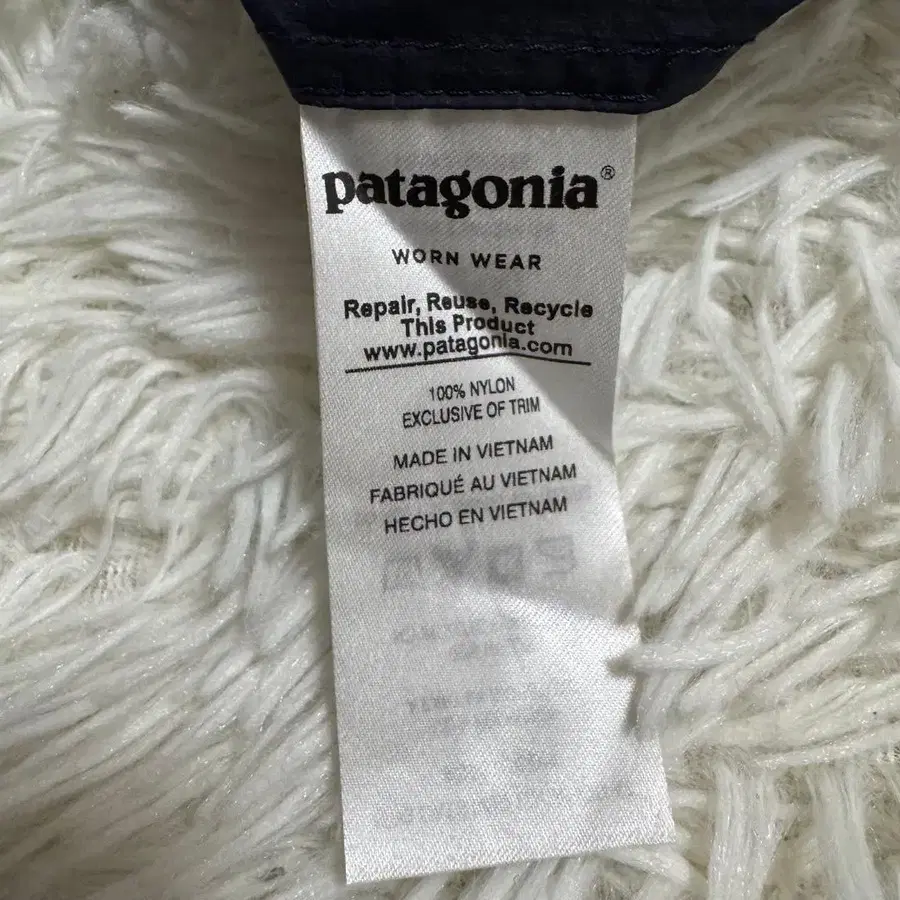 patagonia®
WORN WEAR
Repair, Reuse, Recycle
This Product
www.patagonia.com
100% NYLON
EXCLUSIVE OF TRIM
MADE IN VIETNAM
FABRIQUÉ AU VIETNAM
HECHO EN VIETNAM